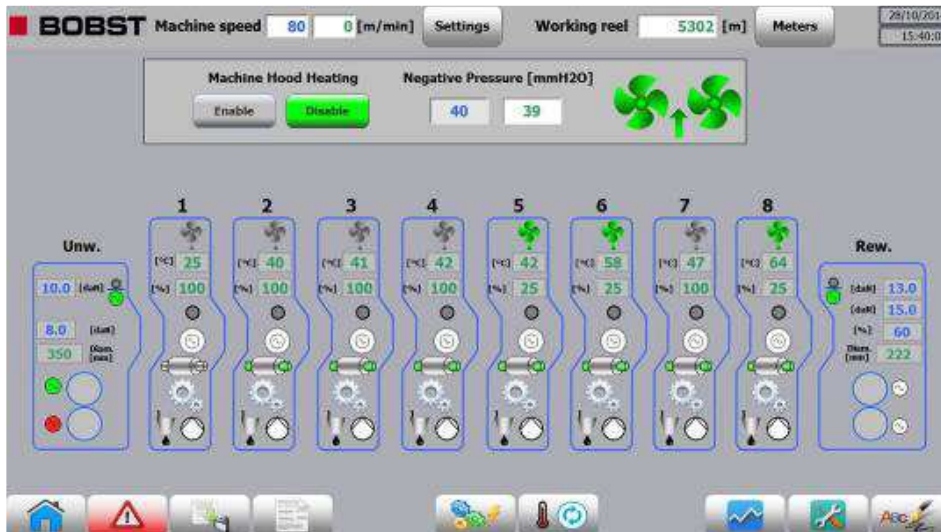 BOBST Machine speed 80 0 [m/min] Settings Working reel 5302 [m] Meters
28/10/201
15:40:0
Machine Hood Heating Negative Pressure [mmH2O]
Enable Disable 40 39
1 2 3 4 5 6 7 8
Unw. Rew.
[°C] 25 [°C] 40 [°C] 41 [°C] 42 [°C] 42 [°C] 58 [°C] 47 [°C] 64
10.0 [daN] [%] 100 [%] 100 [%] 100 [%] 100 [%] 25 [%] 25 [%] 100 [%] 25 [daN] 13.0
[daN] 15.0
8.0 [daN] [%] 60
350 Diam. [mm] Diam. [mm] 222
ABC